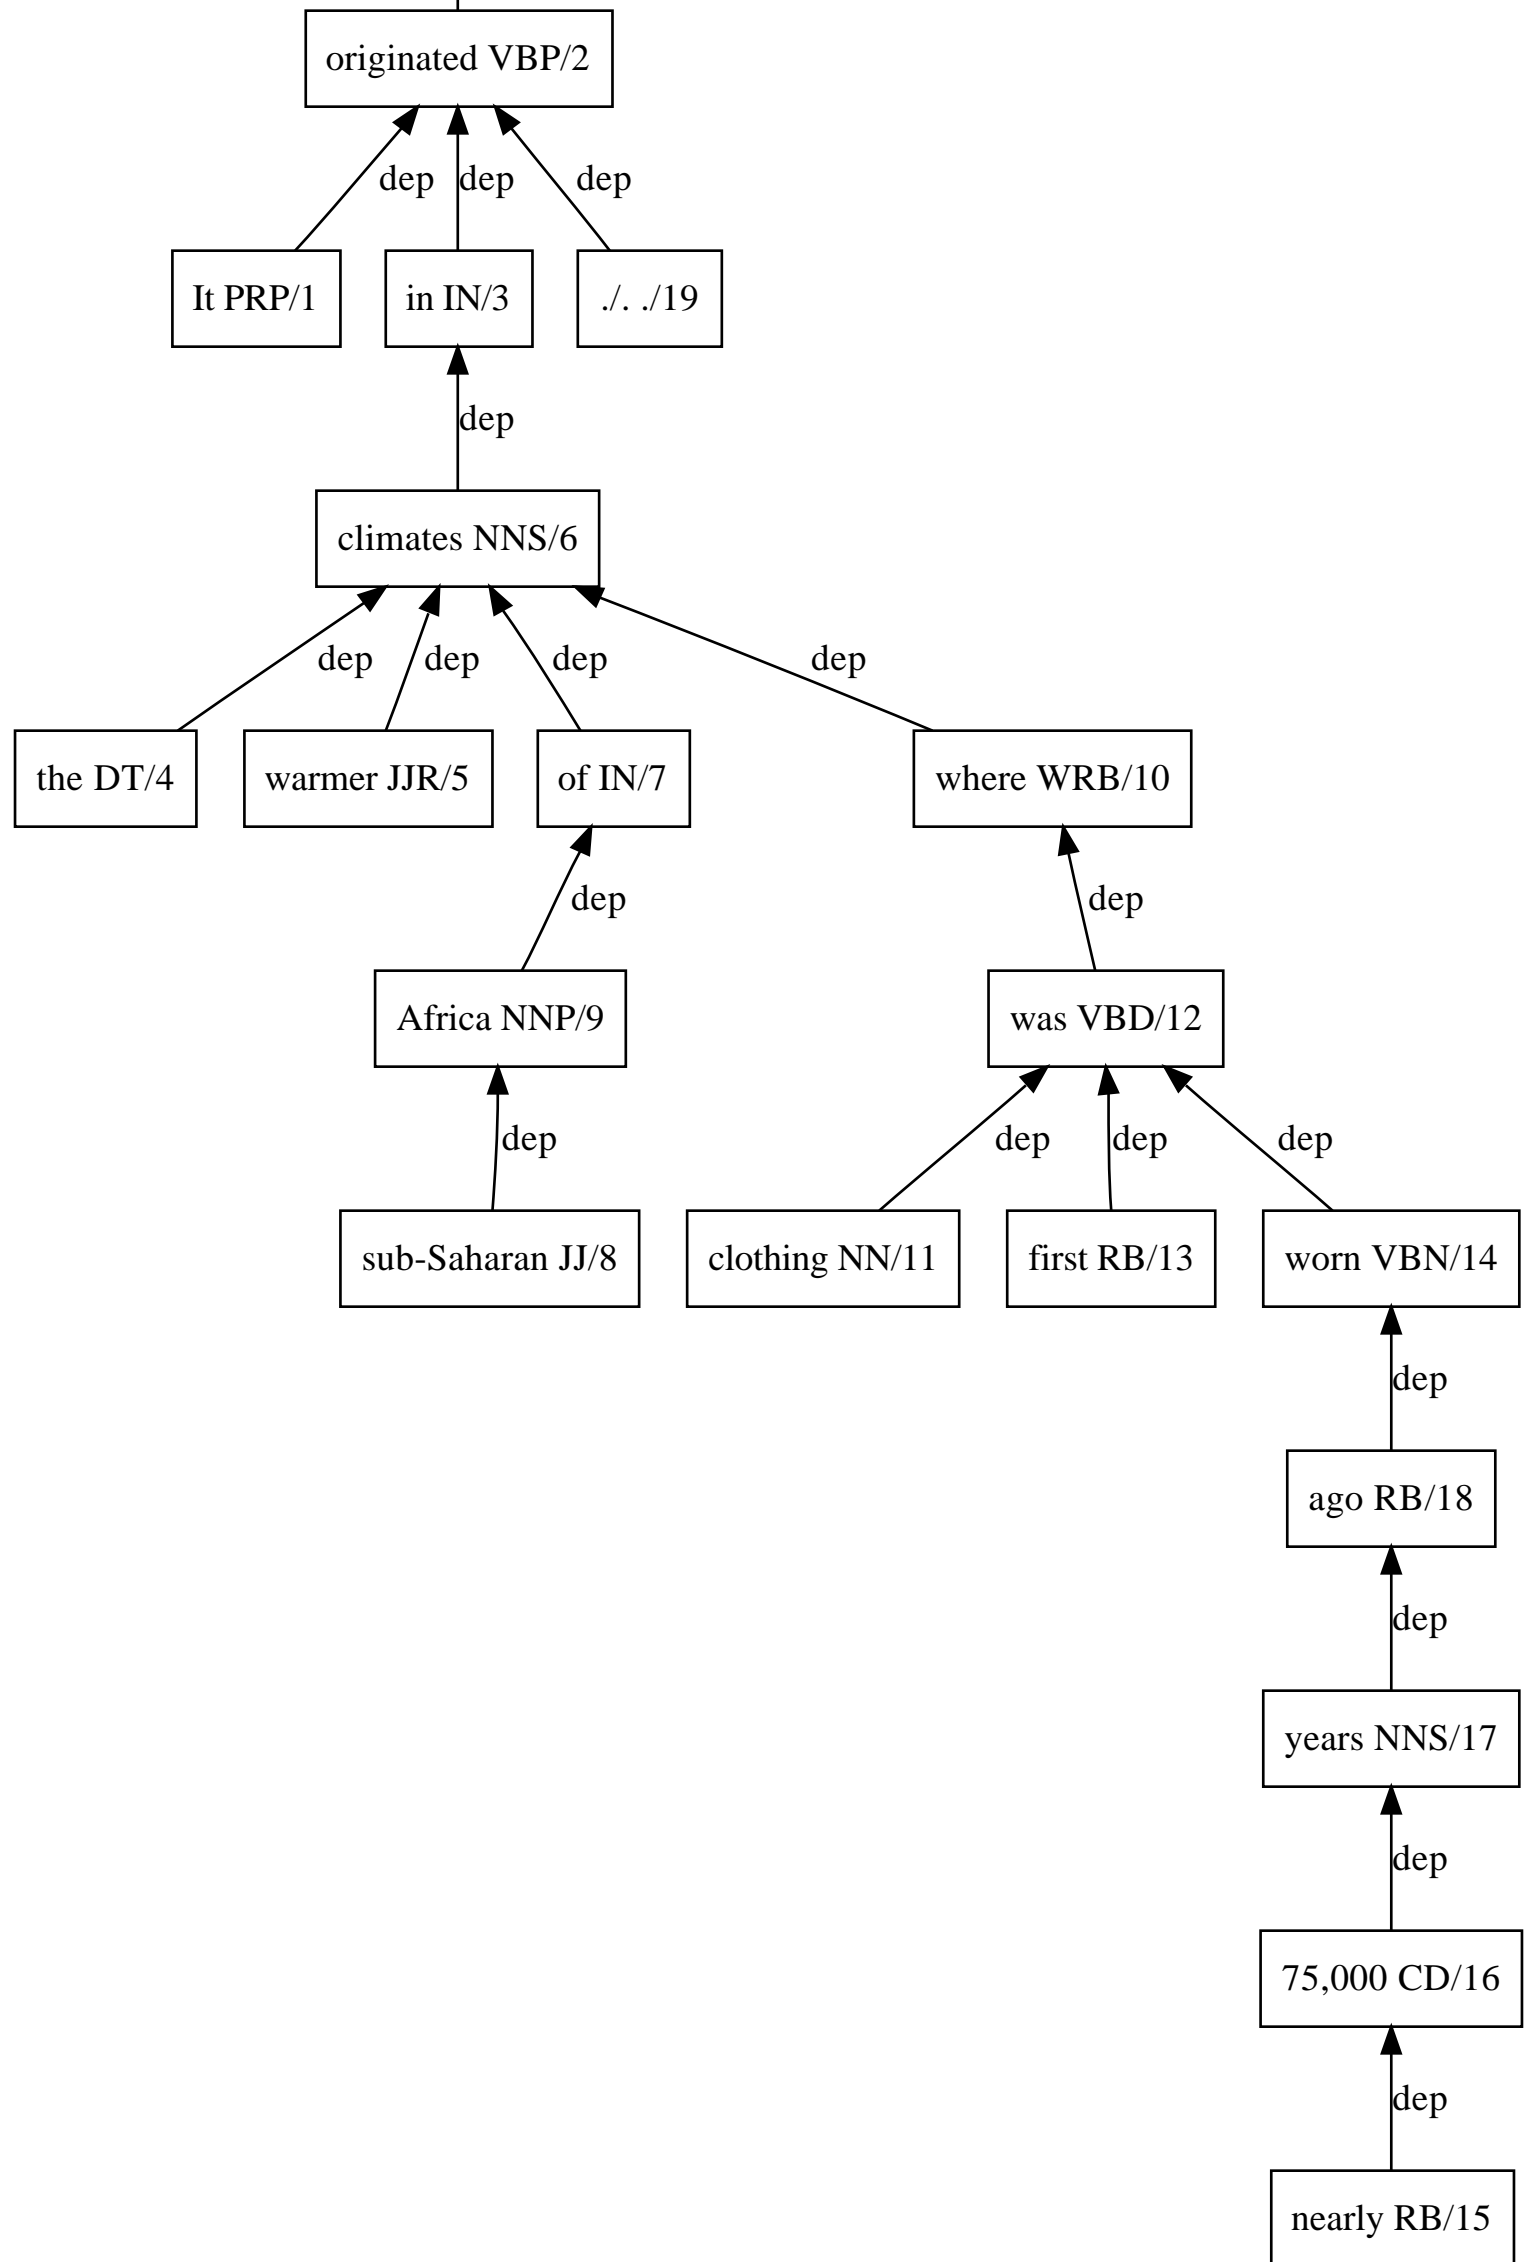 originated VBP/2
dep dep dep
It PRP/1 in IN/3 ./. ./19
dep
climates NNS/6
dep dep dep dep
the DT/4 warmer JJR/5 of IN/7 where WRB/10
dep dep
Africa NNP/9 was VBD/12
dep dep dep dep
sub-Saharan JJ/8 clothing NN/11 first RB/13 worn VBN/14
dep
ago RB/18
dep
years NNS/17
dep
75,000 CD/16
dep
nearly RB/15